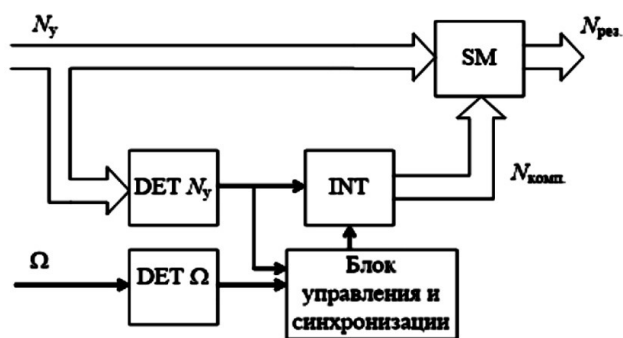 Nу
SM
Nрез.
DET Nу
INT
Nкомп.
Ω
DET Ω
Блок
управления и
синхронизации